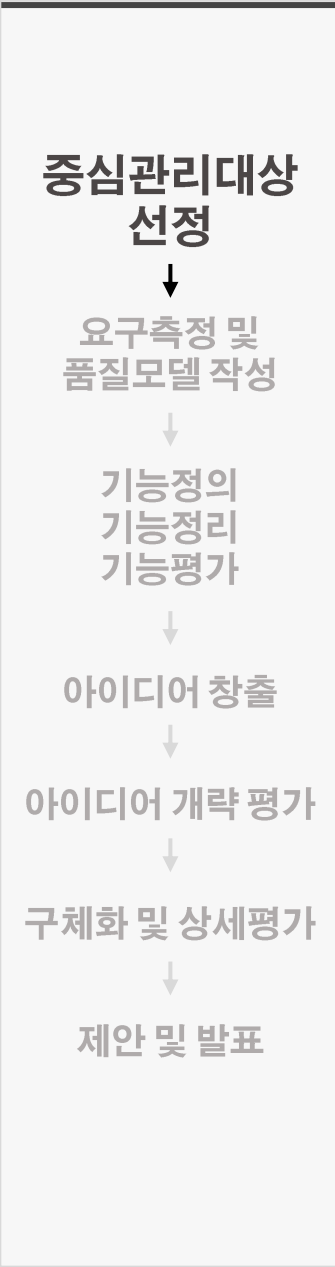 중심관리대상
선정
요구측정 및
품질모델 작성
기능정의
기능정리
기능평가
아이디어 창출
아이디어 개략 평가
구체화 및 상세평가
제안 및 발표